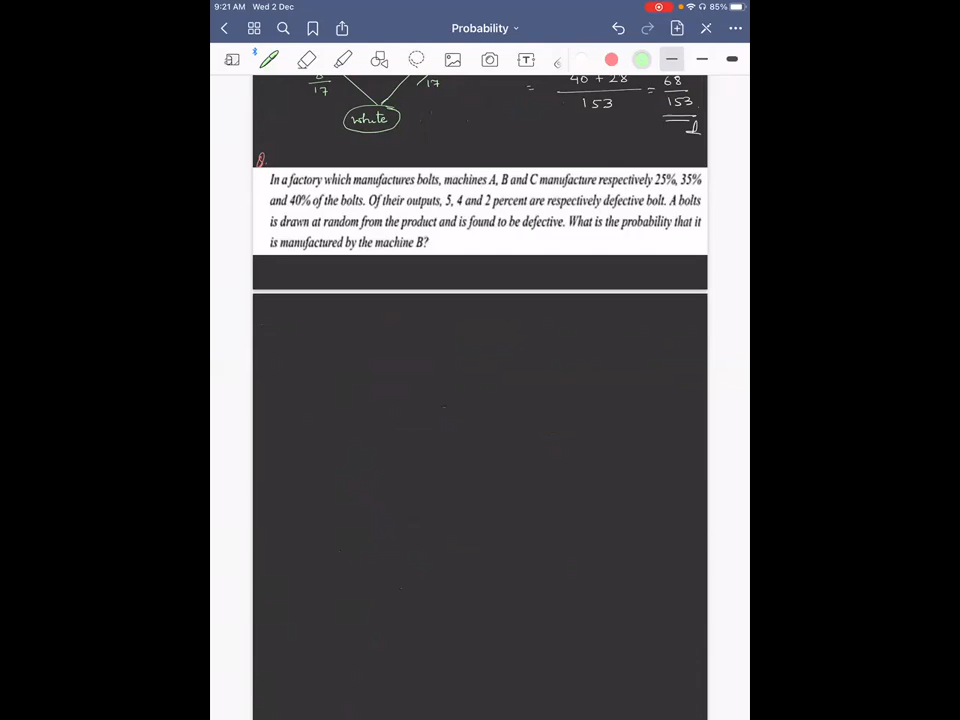 9:21 AM Wed 2 Dec 85%
Probability
17 17 = 40 + 28 = 68
153 153
white
Q.
In a factory which manufactures bolts, machines A, B and C manufacture respectively 25%, 35%
and 40% of the bolts. Of their outputs, 5, 4 and 2 percent are respectively defective bolt. A bolts
is drawn at random from the product and is found to be defective. What is the probability that it
is manufactured by the machine B?